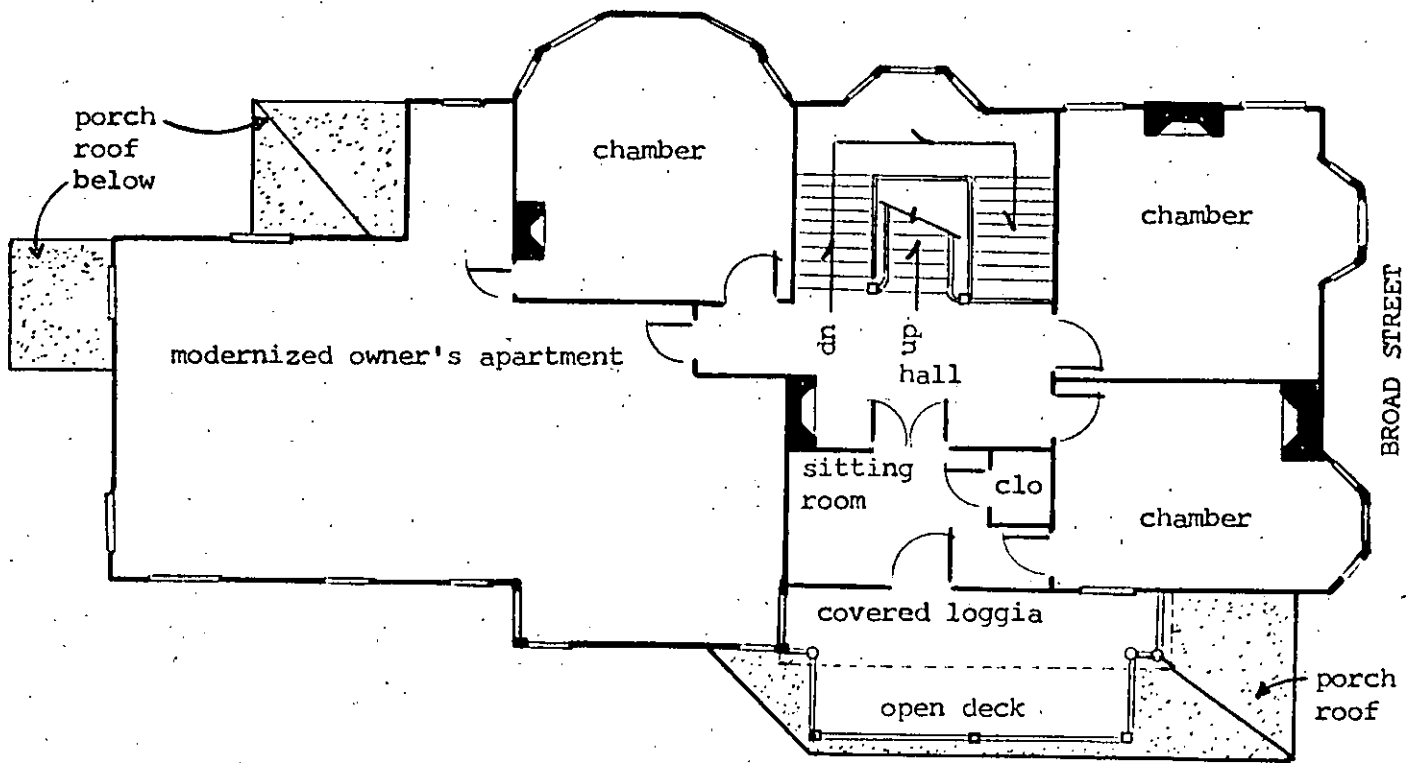 porch
roof
below
chamber
chamber
BROAD STREET
modernized owner's apartment
dn
up
hall
sitting
room
clo
chamber
covered loggia
open deck
porch
roof